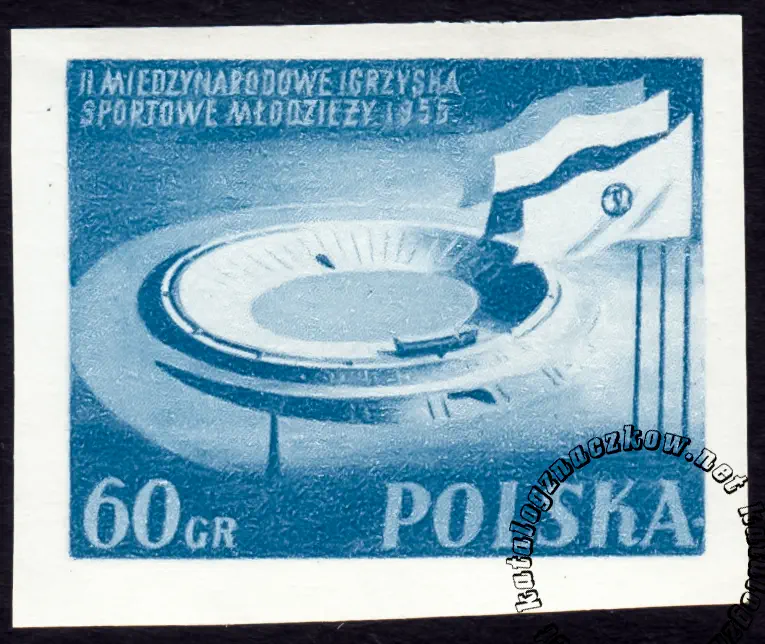 II MIĘDZYNARODOWE IGRZYSKA
SPORTOWE MŁODZIEŻY 1955
60 GR
POLSKA
katalogznaczkow.net